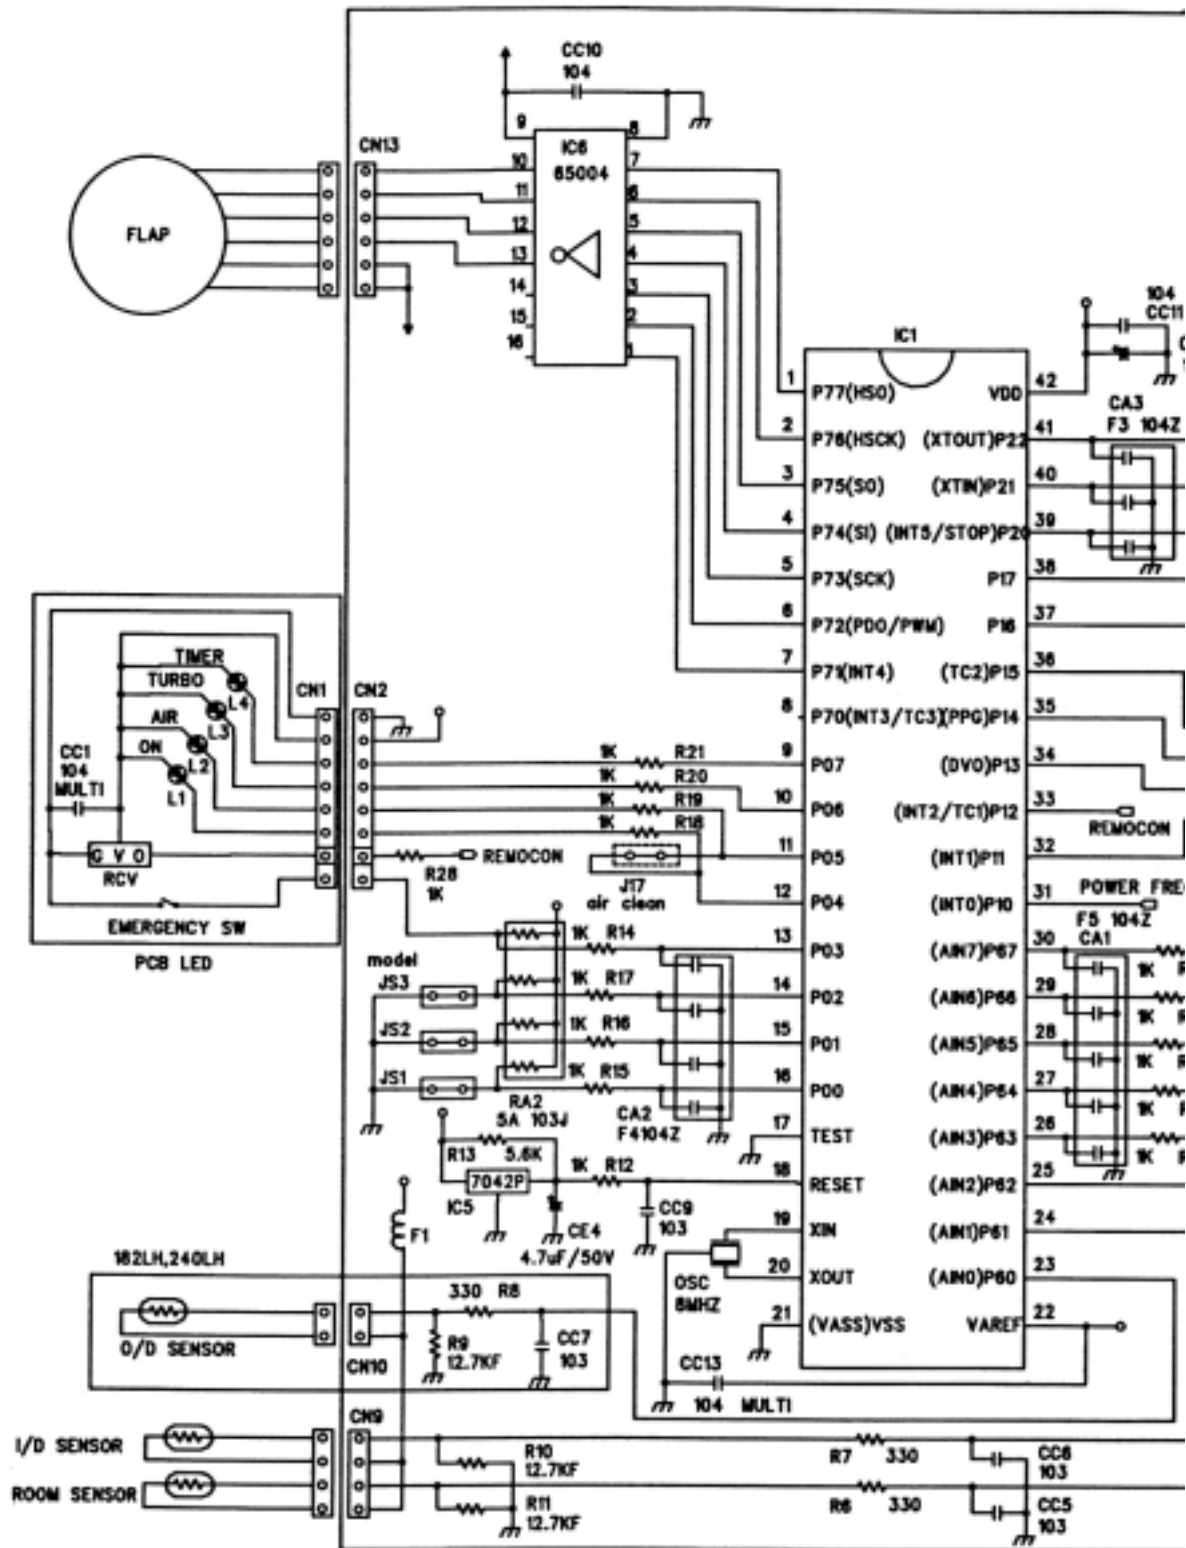 CC10
104
9
8
CN13
IC6
65004
10
7
11
6
12
5
13
4
14
3
15
2
16
1
FLAP
104
CC11
IC1
CA3
F3 104Z
1
P77(HSO)
VDD
42
2
P76(HSCK)
(XTOUT)P22
41
3
P75(SO)
(XTIN)P21
40
4
P74(SI)
(INT5/STOP)P20
39
5
P73(SCK)
P17
38
6
P72(PDO/PWM)
P16
37
7
P71(INT4)
(TC2)P15
36
8
P70(INT3/TC3)
(PPG)P14
35
9
P07
(DVO)P13
34
10
P06
(INT2/TC1)P12
33
REMOCON
11
P05
(INT1)P11
32
12
P04
(INT0)P10
31
POWER FRE
F5 104Z
CA1
13
P03
(AIN7)P67
30
1K R
14
P02
(AIN6)P66
29
1K R
15
P01
(AIN5)P65
28
1K R
16
P00
(AIN4)P64
27
1K R
17
TEST
(AIN3)P63
26
1K R
18
RESET
(AIN2)P62
25
19
XIN
(AIN1)P61
24
20
XOUT
(AIN0)P60
23
21
(VASS)VSS
VAREF
22
TIMER
TURBO
L4
AIR
L3
ON
L2
L1
CC1
104
MULTI
CN1
CN2
G V O
RCV
EMERGENCY SW
PCB LED
1K R21
1K R20
1K R19
1K R18
R28
1K
REMOCON
J17
air clean
model
JS3
JS2
JS1
1K R14
1K R17
1K R16
1K R15
RA2
5A 103J
CA2
F4104Z
R13
5.6K
7042P
IC5
1K R12
CE4
4.7uF/50V
CC9
103
F1
OSC
8MHZ
CC13
104 MULTI
182LH,240LH
O/D SENSOR
CN10
330 R8
R9
12.7KF
CC7
103
I/D SENSOR
ROOM SENSOR
CN9
R10
12.7KF
R11
12.7KF
R7 330
R6 330
CC6
103
CC5
103